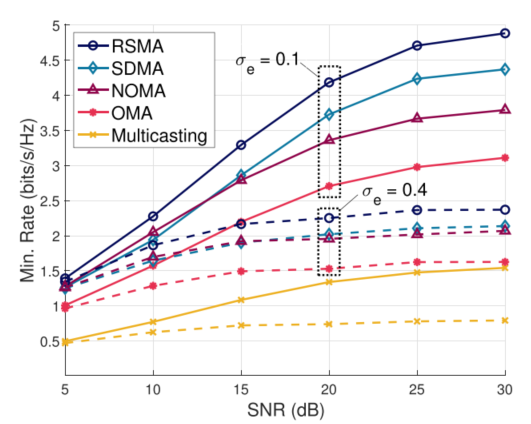 5
4.5
4
3.5
3
2.5
2
1.5
1
0.5
Min. Rate (bits/s/Hz)
RSMA
SDMA
NOMA
OMA
Multicasting
σe = 0.1
σe = 0.4
5 10 15 20 25 30
SNR (dB)